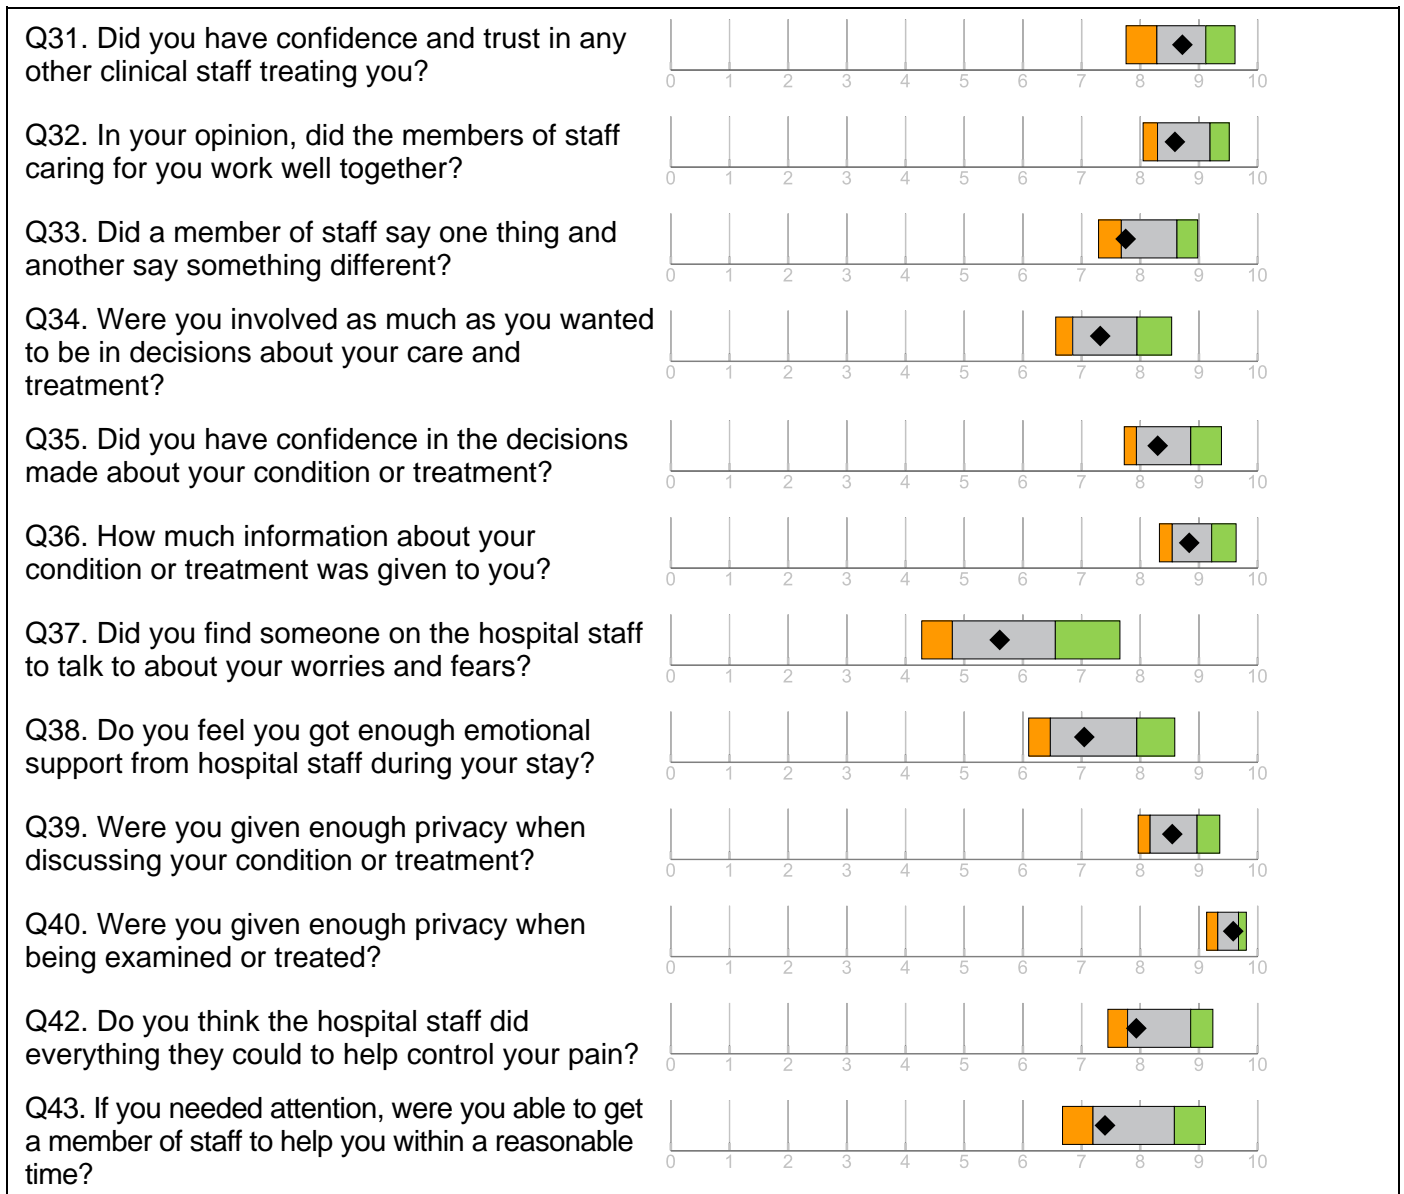 Q31. Did you have confidence and trust in any
other clinical staff treating you?
0 1 2 3 4 5 6 7 8 9 10
Q32. In your opinion, did the members of staff
caring for you work well together?
0 1 2 3 4 5 6 7 8 9 10
Q33. Did a member of staff say one thing and
another say something different?
0 1 2 3 4 5 6 7 8 9 10
Q34. Were you involved as much as you wanted
to be in decisions about your care and
treatment?
0 1 2 3 4 5 6 7 8 9 10
Q35. Did you have confidence in the decisions
made about your condition or treatment?
0 1 2 3 4 5 6 7 8 9 10
Q36. How much information about your
condition or treatment was given to you?
0 1 2 3 4 5 6 7 8 9 10
Q37. Did you find someone on the hospital staff
to talk to about your worries and fears?
0 1 2 3 4 5 6 7 8 9 10
Q38. Do you feel you got enough emotional
support from hospital staff during your stay?
0 1 2 3 4 5 6 7 8 9 10
Q39. Were you given enough privacy when
discussing your condition or treatment?
0 1 2 3 4 5 6 7 8 9 10
Q40. Were you given enough privacy when
being examined or treated?
0 1 2 3 4 5 6 7 8 9 10
Q42. Do you think the hospital staff did
everything they could to help control your pain?
0 1 2 3 4 5 6 7 8 9 10
Q43. If you needed attention, were you able to get
a member of staff to help you within a reasonable
time?
0 1 2 3 4 5 6 7 8 9 10